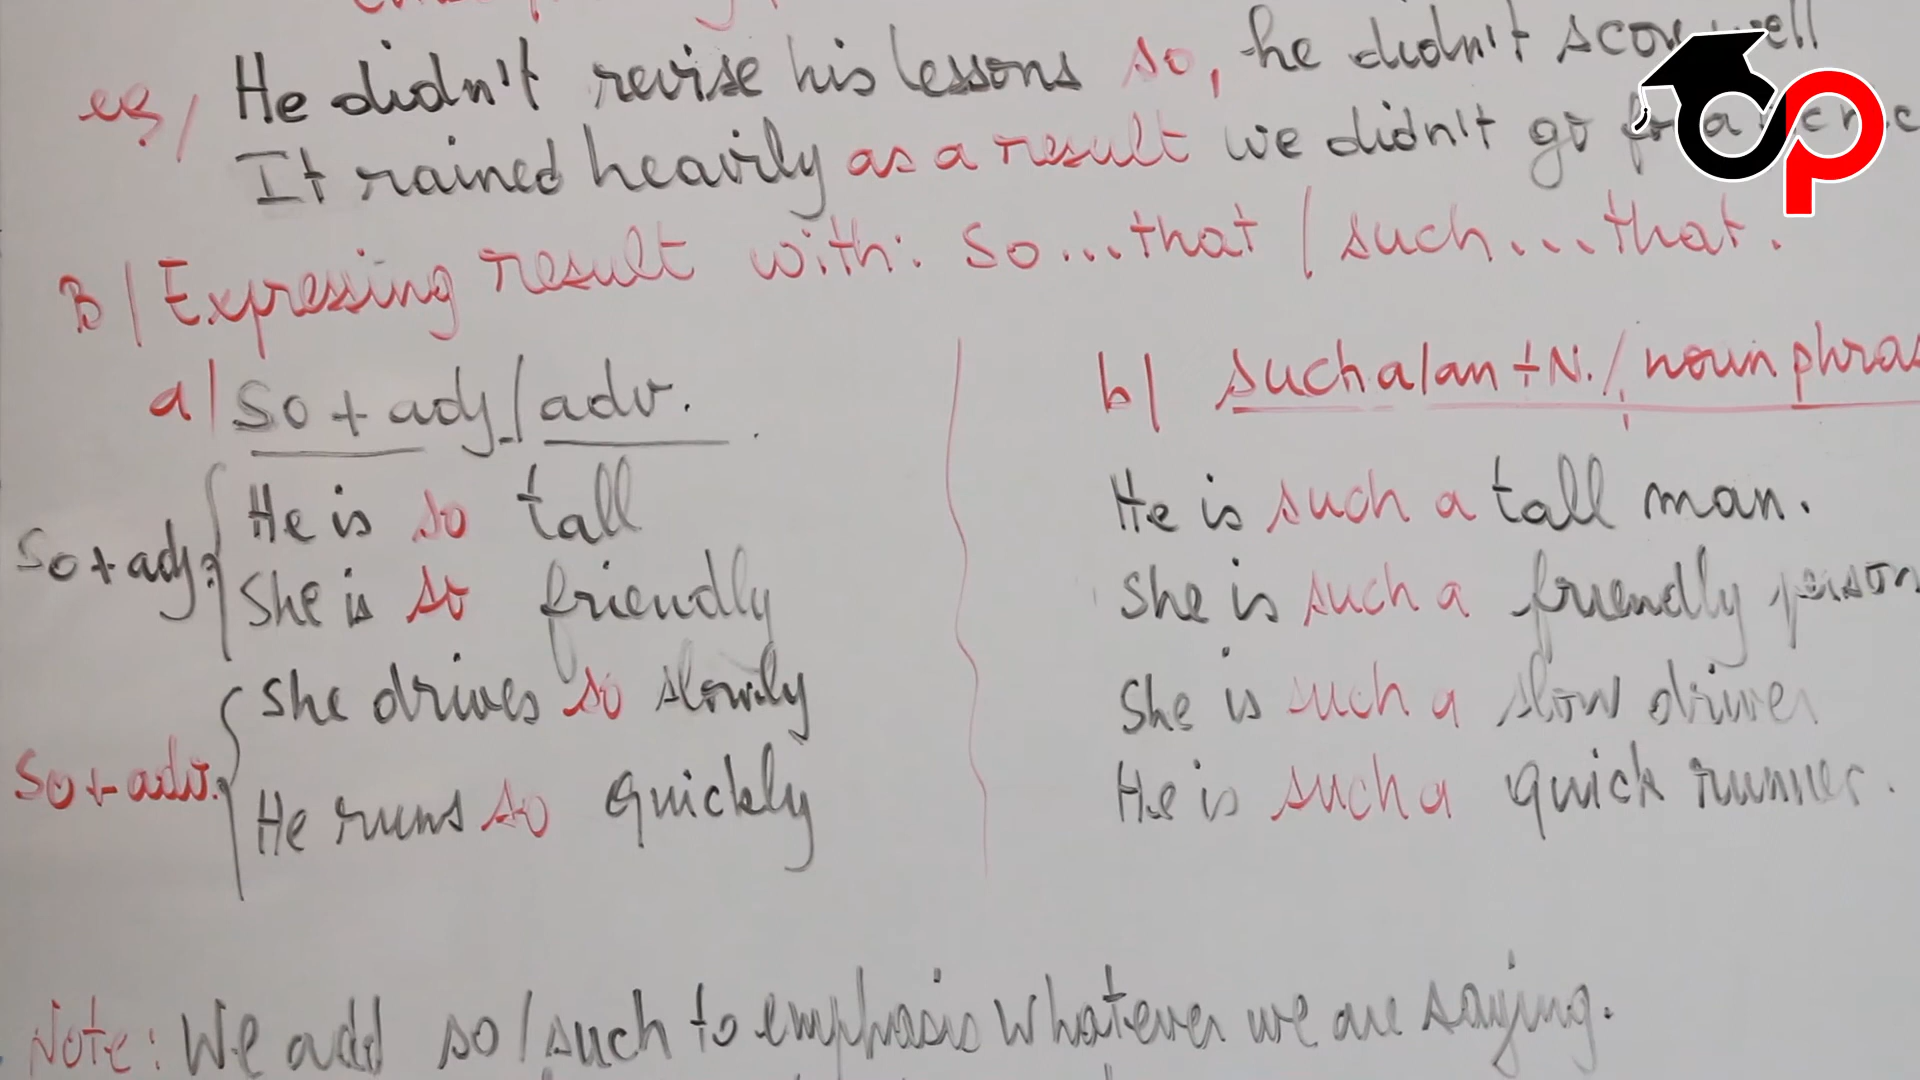 eg/ He didn't revise his lessons so, he didn't score well
It rained heavily as a result we didn't go
B/ Expressing result with: so...that / such...that.
a/ So + adj / adv.
So + adj:
He is so tall
She is so friendly
So + adv.
She drives so slowly
He runs so quickly
b/ such a/an + N. / noun phras
He is such a tall man.
She is such a friendly person
She is such a slow driver
He is such a quick runner.
Note: We add so / such to emphasis whatever we are saying.